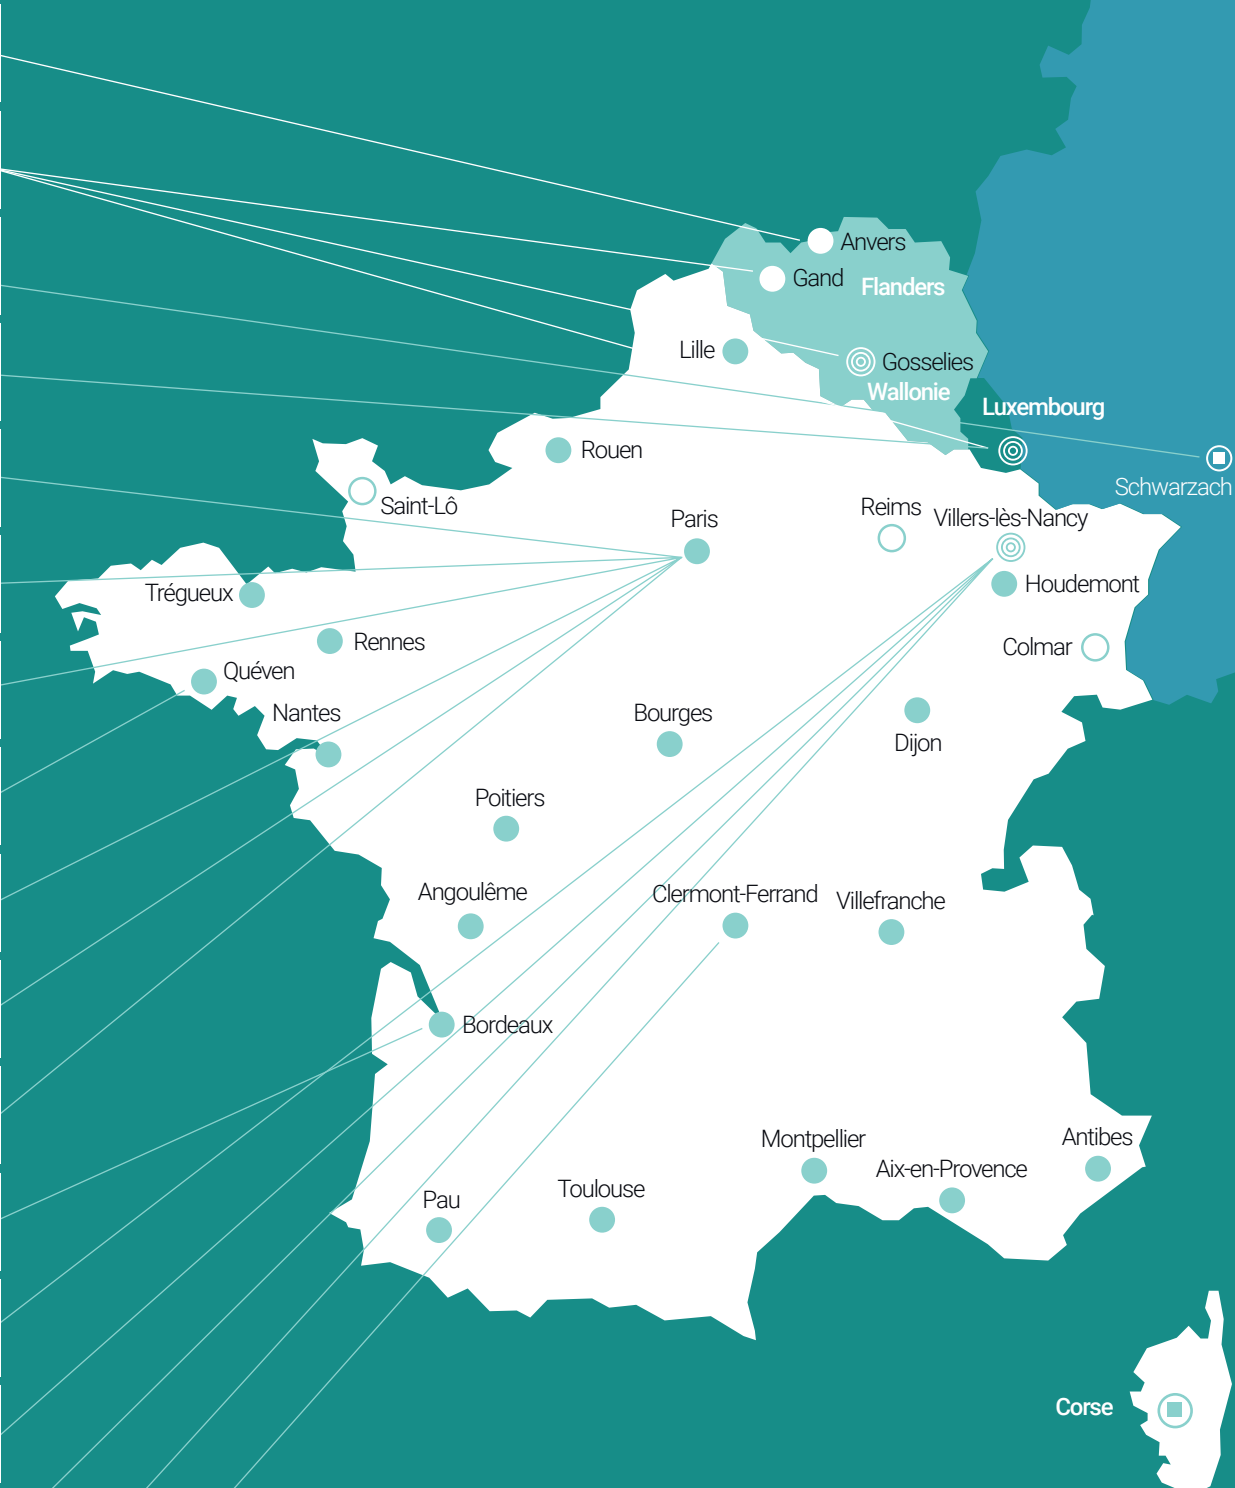 Anvers
Gand
Flanders
Lille
Gosselies
Wallonie
Luxembourg
Rouen
Schwarzach
Saint-Lô
Reims
Villers-lès-Nancy
Paris
Trégueux
Houdemont
Rennes
Colmar
Quéven
Nantes
Bourges
Dijon
Poitiers
Angoulême
Clermont-Ferrand
Villefranche
Bordeaux
Montpellier
Antibes
Aix-en-Provence
Toulouse
Pau
Corse